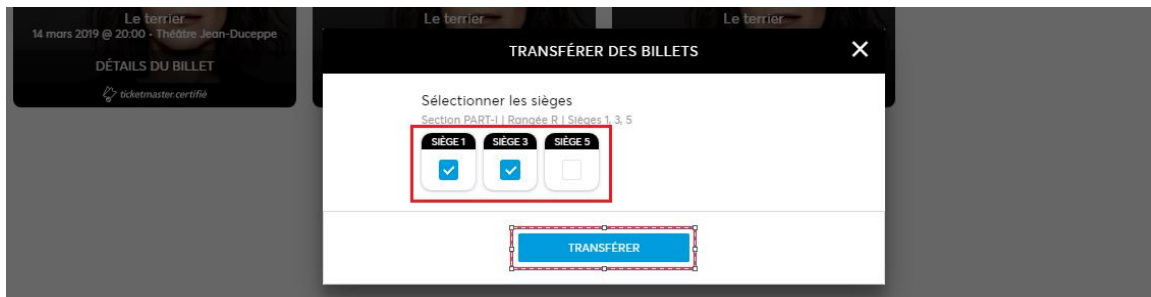 Le terrier
14 mars 2019 @ 20:00 - Théâtre Jean-Duceppe
DÉTAILS DU BILLET
ticketmaster.certifié
Le terrier
Le terrier
TRANSFÉRER DES BILLETS
Sélectionner les sièges
Section PART-I | Rangée R | Sièges 1, 3, 5
SIÈGE 1
SIÈGE 3
SIÈGE 5
TRANSFÉRER